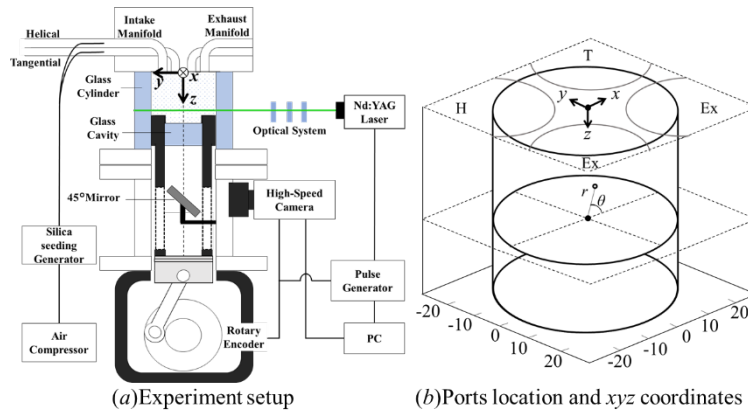 Intake
Manifold
Exhaust
Manifold
Helical
Tangential
x
y
z
Glass
Cylinder
Glass
Cavity
Optical System
Nd:YAG
Laser
45°Mirror
High-Speed
Camera
Silica
seeding
Generator
Pulse
Generator
Air
Compressor
Rotary
Encoder
PC
(a)Experiment setup
T
H
Ex
Ex
y
x
z
r
θ
-20
-10
0
10
20
20
10
0
-10
-20
(b)Ports location and xyz coordinates